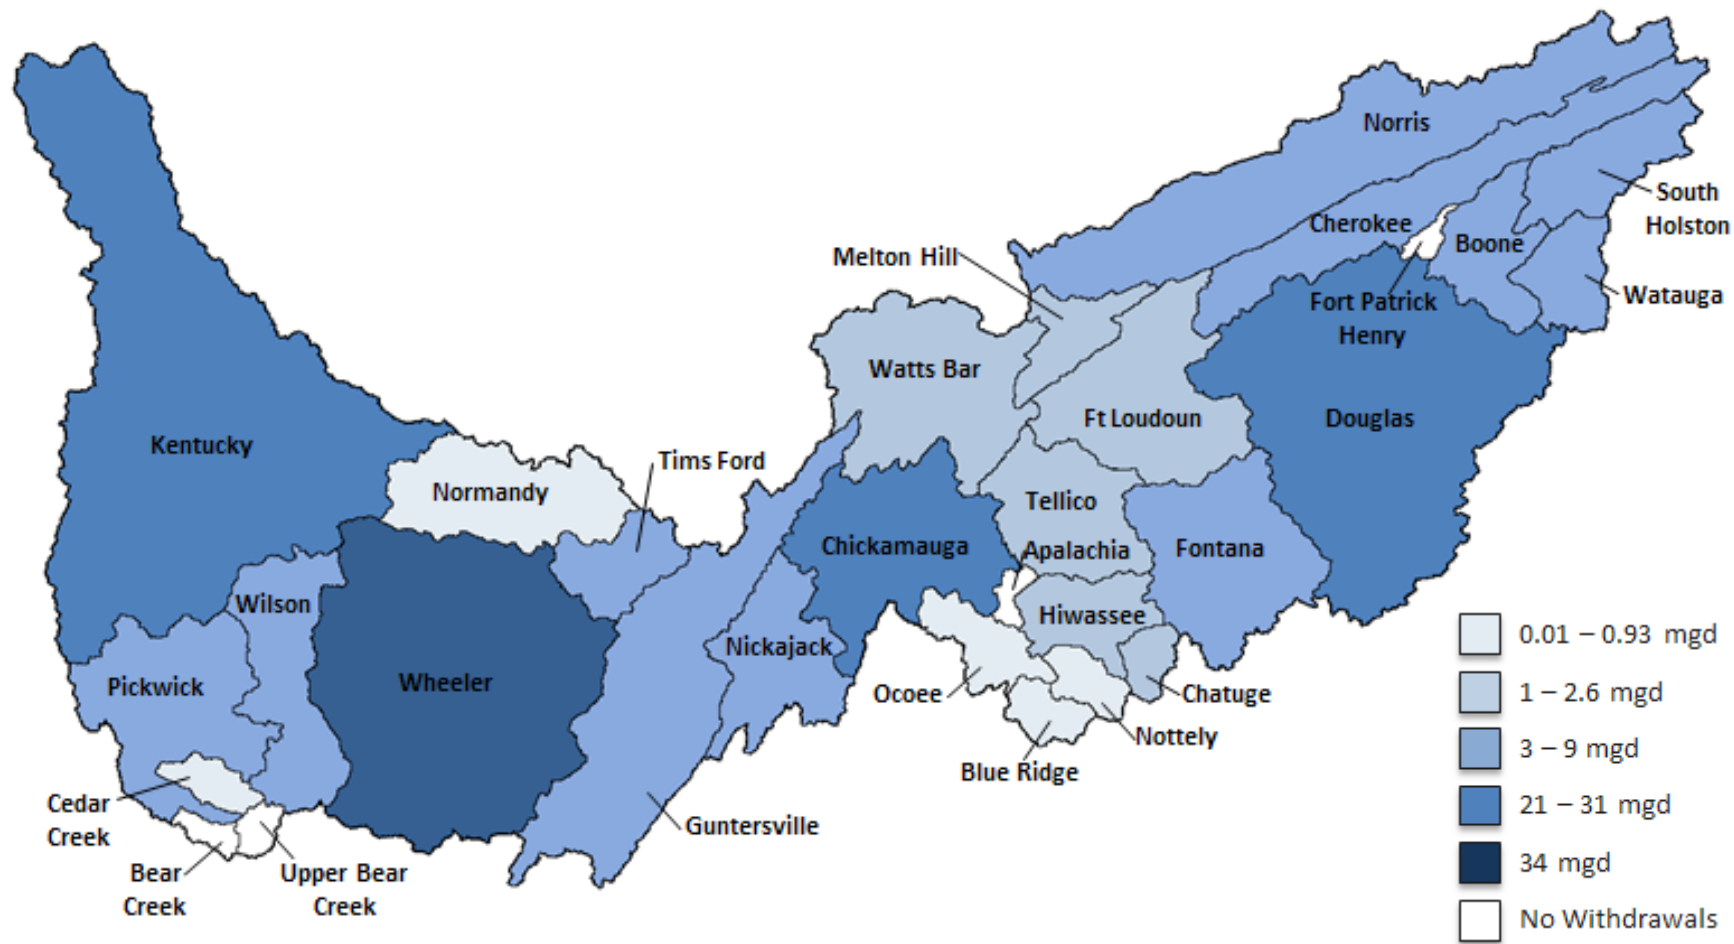 Norris
South
Holston
Cherokee
Boone
Melton Hill
Watauga
Fort Patrick
Henry
Watts Bar
Ft Loudoun
Douglas
Kentucky
Tims Ford
Normandy
Tellico
Chickamauga
Apalachia
Fontana
Wilson
Hiwassee
Nickajack
Pickwick
Wheeler
Ocoee
Chatuge
Nottely
Blue Ridge
Cedar
Creek
Guntersville
Bear
Creek
Upper Bear
Creek
0.01 – 0.93 mgd
1 – 2.6 mgd
3 – 9 mgd
21 – 31 mgd
34 mgd
No Withdrawals